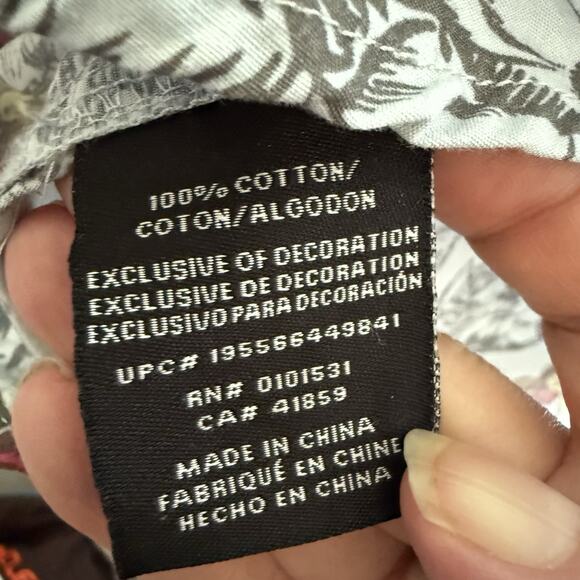 100% COTTON/
COTON/ALGODON
EXCLUSIVE OF DECORATION
EXCLUSIVE DE DECORATION
EXCLUSIVO PARA DECORACIÓN
UPC# 195566449841
RN# 0101531
CA# 41859
MADE IN CHINA
FABRIQUÉ EN CHINE
HECHO EN CHINA